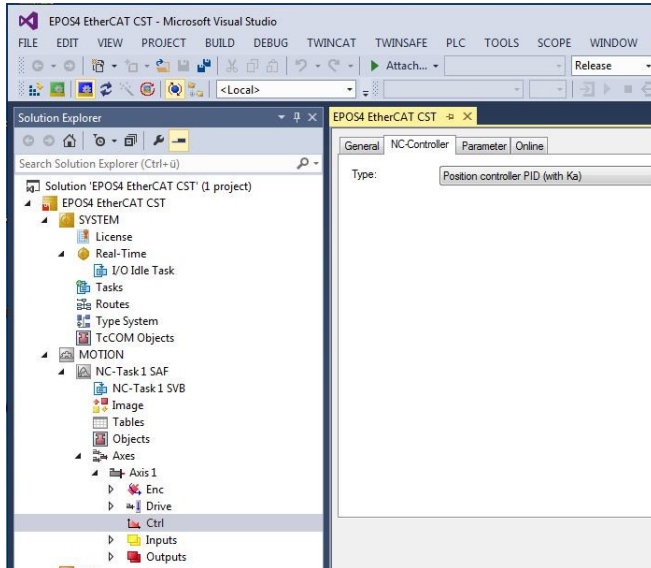 EPOS4 EtherCAT CST - Microsoft Visual Studio
FILE EDIT VIEW PROJECT BUILD DEBUG TWINCAT TWINSAFE PLC TOOLS SCOPE WINDOW
Attach... Release
<Local>
Solution Explorer
Search Solution Explorer (Ctrl+ü)
Solution 'EPOS4 EtherCAT CST' (1 project)
EPOS4 EtherCAT CST
SYSTEM
License
Real-Time
I/O Idle Task
Tasks
Routes
Type System
TcCOM Objects
MOTION
NC-Task 1 SAF
NC-Task 1 SVB
Image
Tables
Objects
Axes
Axis 1
Enc
Drive
Ctrl
Inputs
Outputs
EPOS4 EtherCAT CST
General NC-Controller Parameter Online
Type: Position controller PID (with Ka)